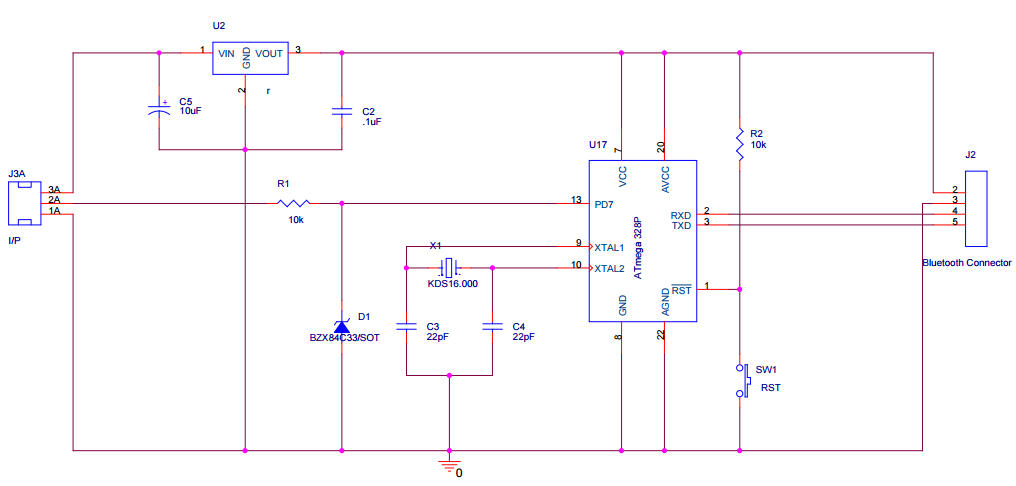 U2
1
VIN
GND
VOUT
3
2
r
C5
10uF
+
C2
.1uF
J3A
3A
2A
1A
I/P
R1
10k
D1
BZX84C33/SOT
X1
KDS16.000
C3
22pF
C4
22pF
0
U17
7
20
VCC
AVCC
13
PD7
9
XTAL1
10
XTAL2
ATmega 328P
RXD
2
TXD
3
RST
1
GND
AGND
8
22
R2
10k
SW1
RST
J2
2
3
4
5
Bluetooth Connector